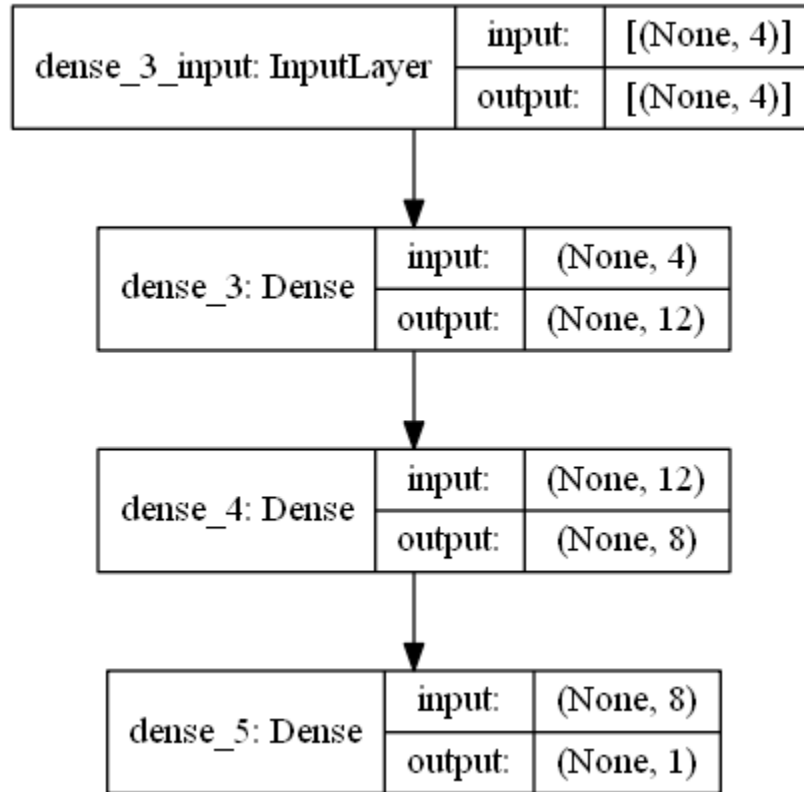 dense_3_input: InputLayer
input: [(None, 4)]
output: [(None, 4)]
dense_3: Dense
input: (None, 4)
output: (None, 12)
dense_4: Dense
input: (None, 12)
output: (None, 8)
dense_5: Dense
input: (None, 8)
output: (None, 1)